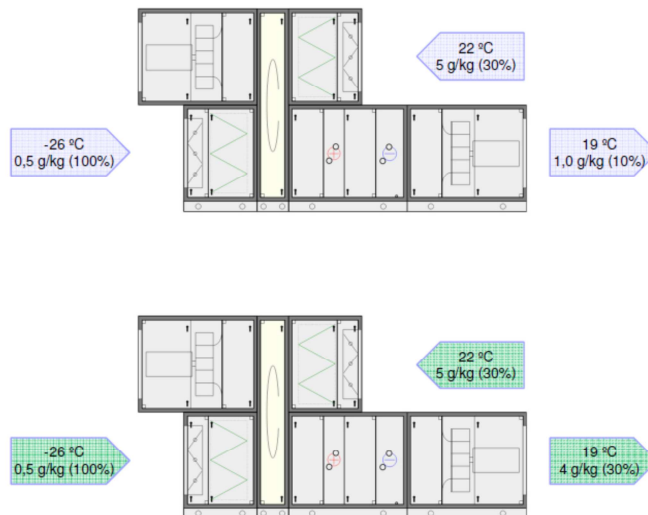 22 ºC
5 g/kg (30%)
-26 ºC
0,5 g/kg (100%)
19 ºC
1,0 g/kg (10%)
22 ºC
5 g/kg (30%)
-26 ºC
0,5 g/kg (100%)
19 ºC
4 g/kg (30%)